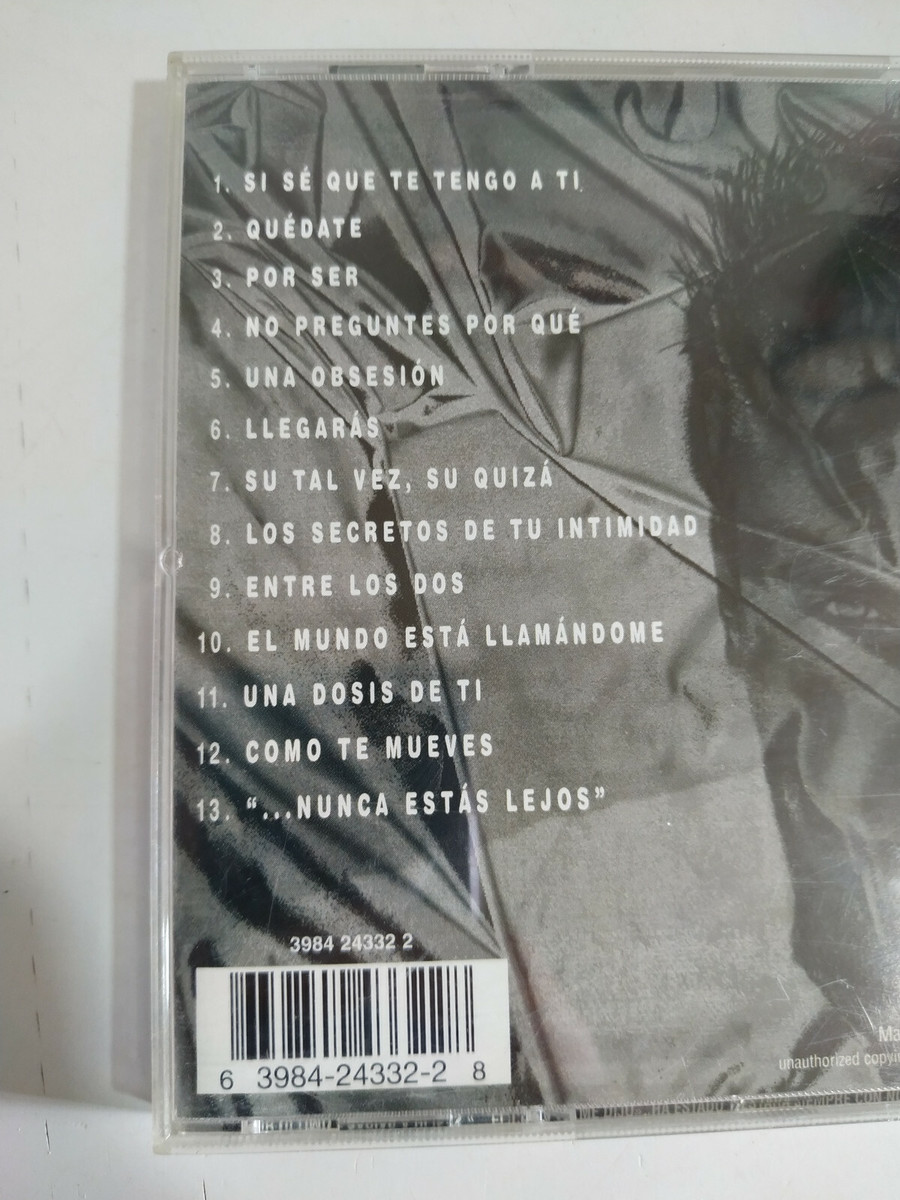 1. SI SÉ QUE TE TENGO A TI
2. QUÉDATE
3. POR SER
4. NO PREGUNTES POR QUÉ
5. UNA OBSESIÓN
6. LLEGARÁS
7. SU TAL VEZ, SU QUIZÁ
8. LOS SECRETOS DE TU INTIMIDAD
9. ENTRE LOS DOS
10. EL MUNDO ESTÁ LLAMÁNDOME
11. UNA DOSIS DE TI
12. COMO TE MUEVES
13. “...NUNCA ESTÁS LEJOS”
3984 24332 2
6 3984-24332-2 8
Ma
unauthorized copyin